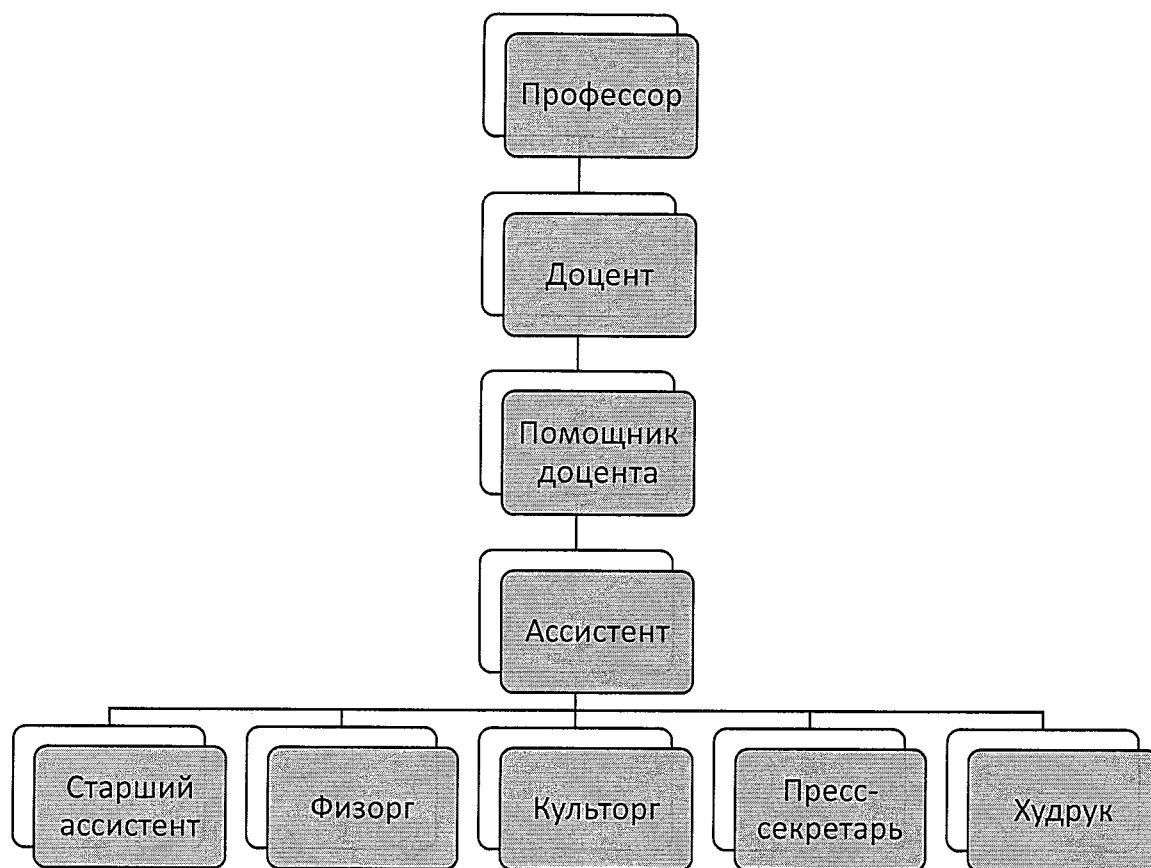 Профессор
Доцент
Помощник
доцента
Ассистент
Старший
ассистент
Физорг
Культорг
Пресс-
секретарь
Худрук